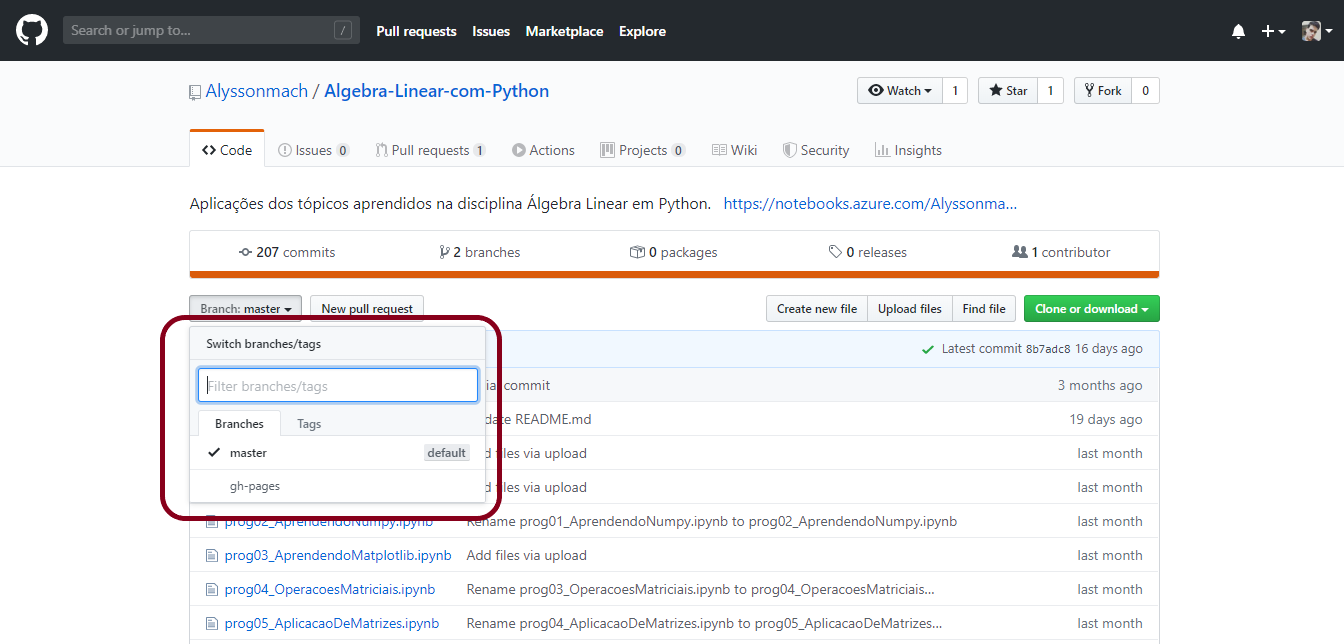 Search or jump to... / Pull requests Issues Marketplace Explore
Alyssonmach / Algebra-Linear-com-Python Watch 1 Star 1 Fork 0
Code Issues 0 Pull requests 1 Actions Projects 0 Wiki Security Insights
Aplicações dos tópicos aprendidos na disciplina Álgebra Linear em Python. https://notebooks.azure.com/Alyssonma...
207 commits 2 branches 0 packages 0 releases 1 contributor
Branch: master New pull request Create new file Upload files Find file Clone or download
Switch branches/tags
Latest commit 8b7adc8 16 days ago
Filter branches/tags
commit 3 months ago
README.md 19 days ago
Branches Tags
master default files via upload last month
gh-pages files via upload last month
prog02_AprendendoNumpy.ipynb Rename prog01_AprendendoNumpy.ipynb to prog02_AprendendoNumpy.ipynb last month
prog03_AprendendoMatplotlib.ipynb Add files via upload last month
prog04_OperacoesMatriciais.ipynb Rename prog03_OperacoesMatriciais.ipynb to prog04_OperacoesMatriciais... last month
prog05_AplicacaoDeMatrizes.ipynb Rename prog04_AplicacaoDeMatrizes.ipynb to prog05_AplicacaoDeMatrizes... last month